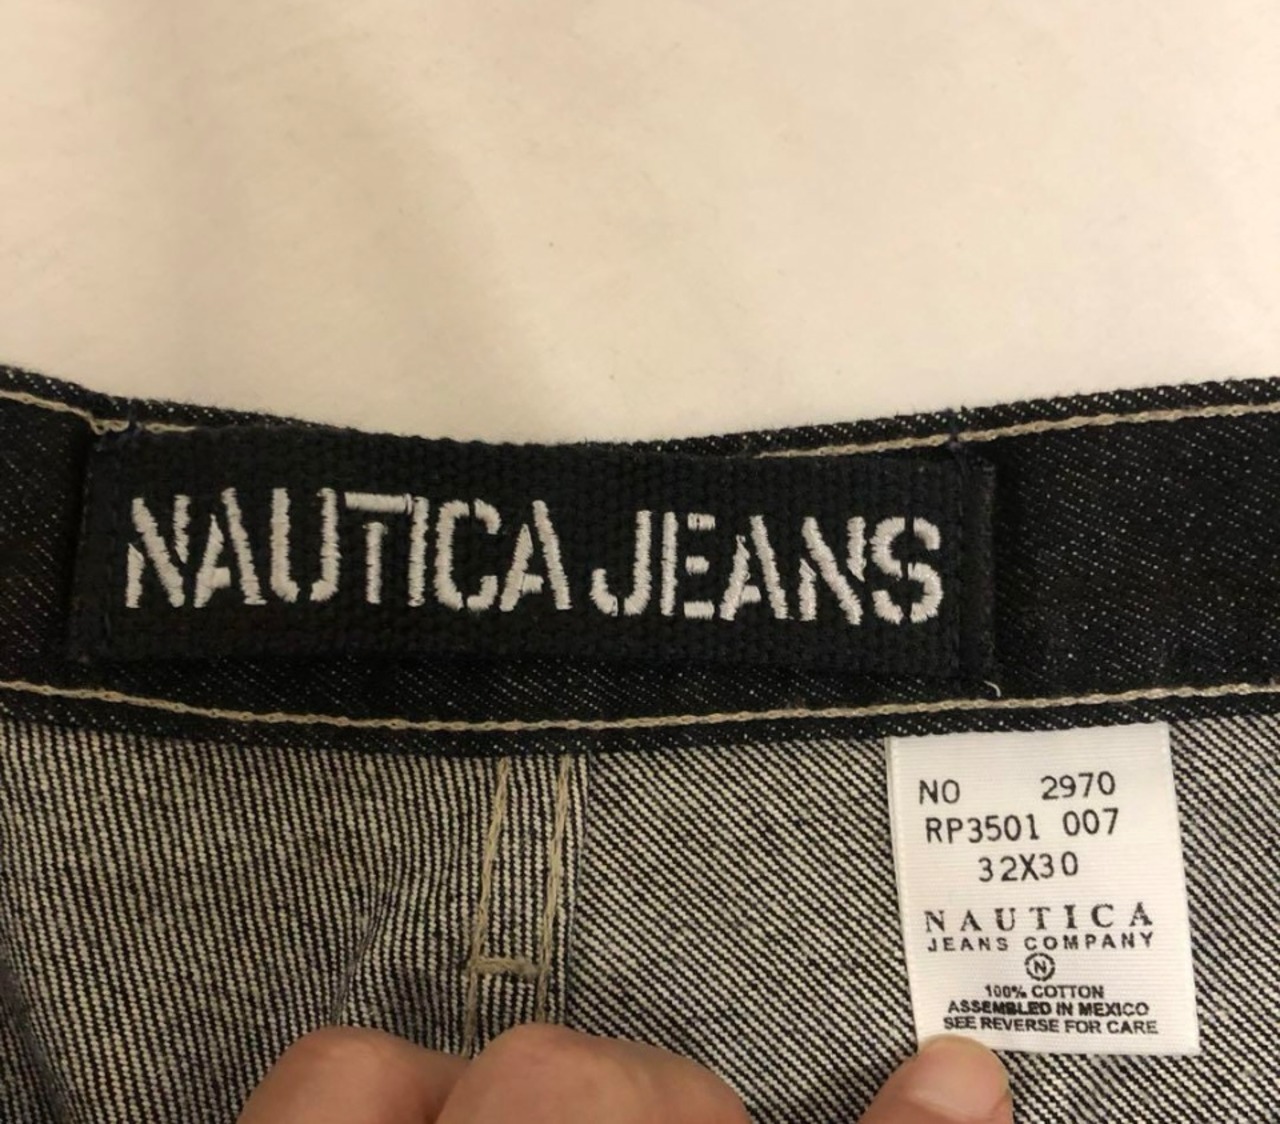 NAUTICA JEANS
NO 2970
RP3501 007
32X30
NAUTICA
JEANS COMPANY
N
100% COTTON
ASSEMBLED IN MEXICO
SEE REVERSE FOR CARE